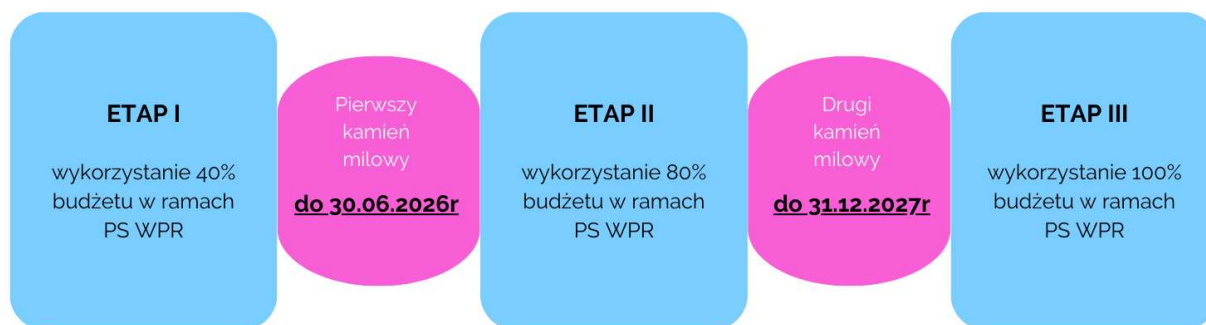 ETAP I
wykorzystanie 40%
budżetu w ramach
PS WPR
Pierwszy
kamień
milowy
do 30.06.2026r
ETAP II
wykorzystanie 80%
budżetu w ramach
PS WPR
Drugi
kamień
milowy
do 31.12.2027r
ETAP III
wykorzystanie 100%
budżetu w ramach
PS WPR